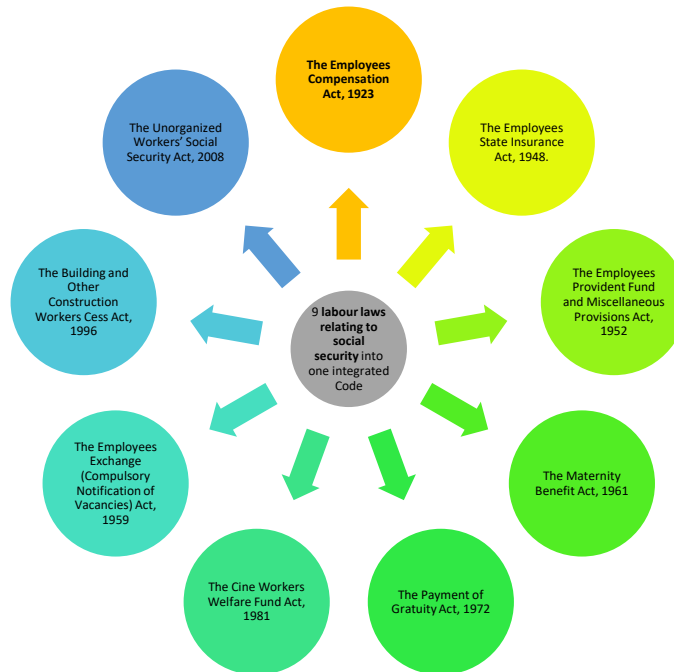 The Employees
Compensation
Act, 1923
The Employees
State Insurance
Act, 1948.
The Employees
Provident Fund
and Miscellaneous
Provisions Act,
1952
The Maternity
Benefit Act, 1961
The Payment of
Gratuity Act, 1972
The Cine Workers
Welfare Fund Act,
1981
The Employees
Exchange
(Compulsory
Notification of
Vacancies) Act,
1959
The Building and
Other
Construction
Workers Cess Act,
1996
The Unorganized
Workers’ Social
Security Act, 2008
9 labour laws
relating to
social
security into
one integrated
Code